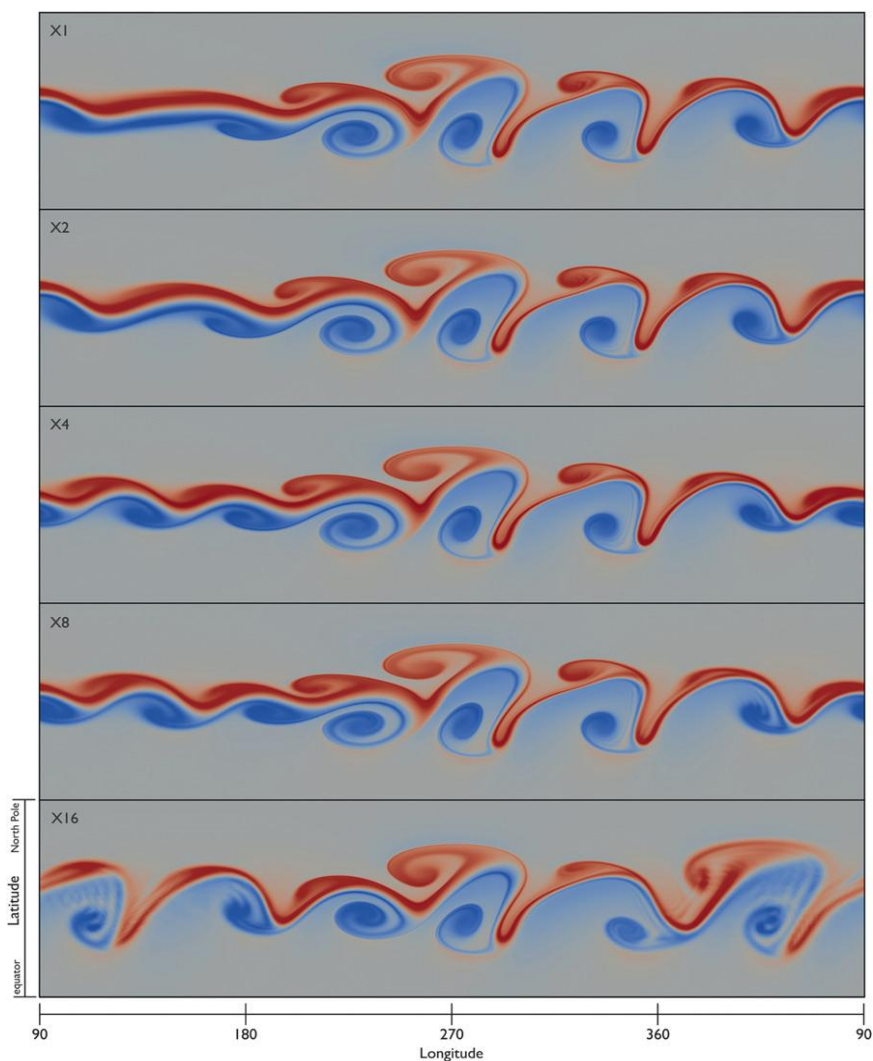 X1
X2
X4
X8
X16
North Pole
Latitude
equator
90 180 270 360 90
Longitude